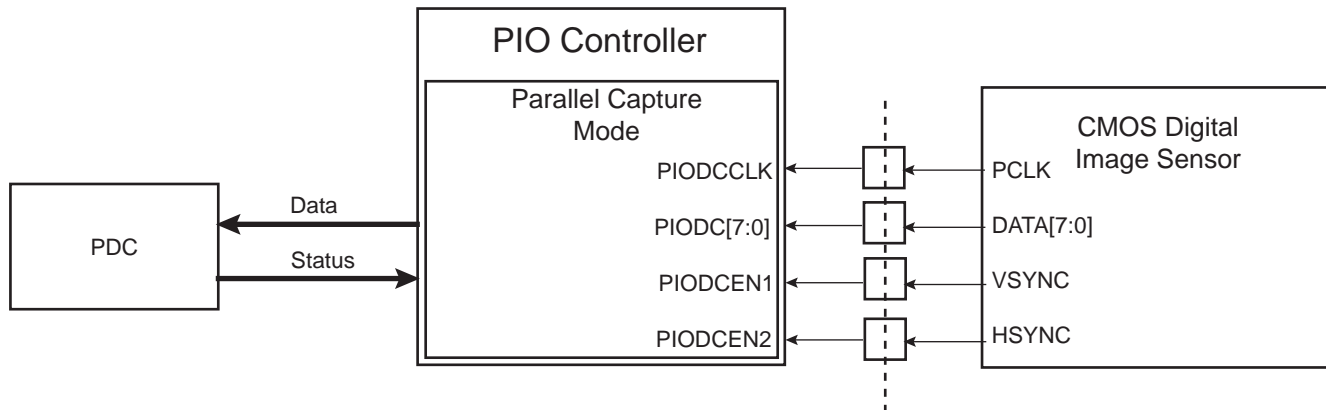 PIO Controller
Parallel Capture
Mode
PIODCCLK
PIODC[7:0]
PIODCEN1
PIODCEN2
PDC
Data
Status
CMOS Digital
Image Sensor
PCLK
DATA[7:0]
VSYNC
HSYNC